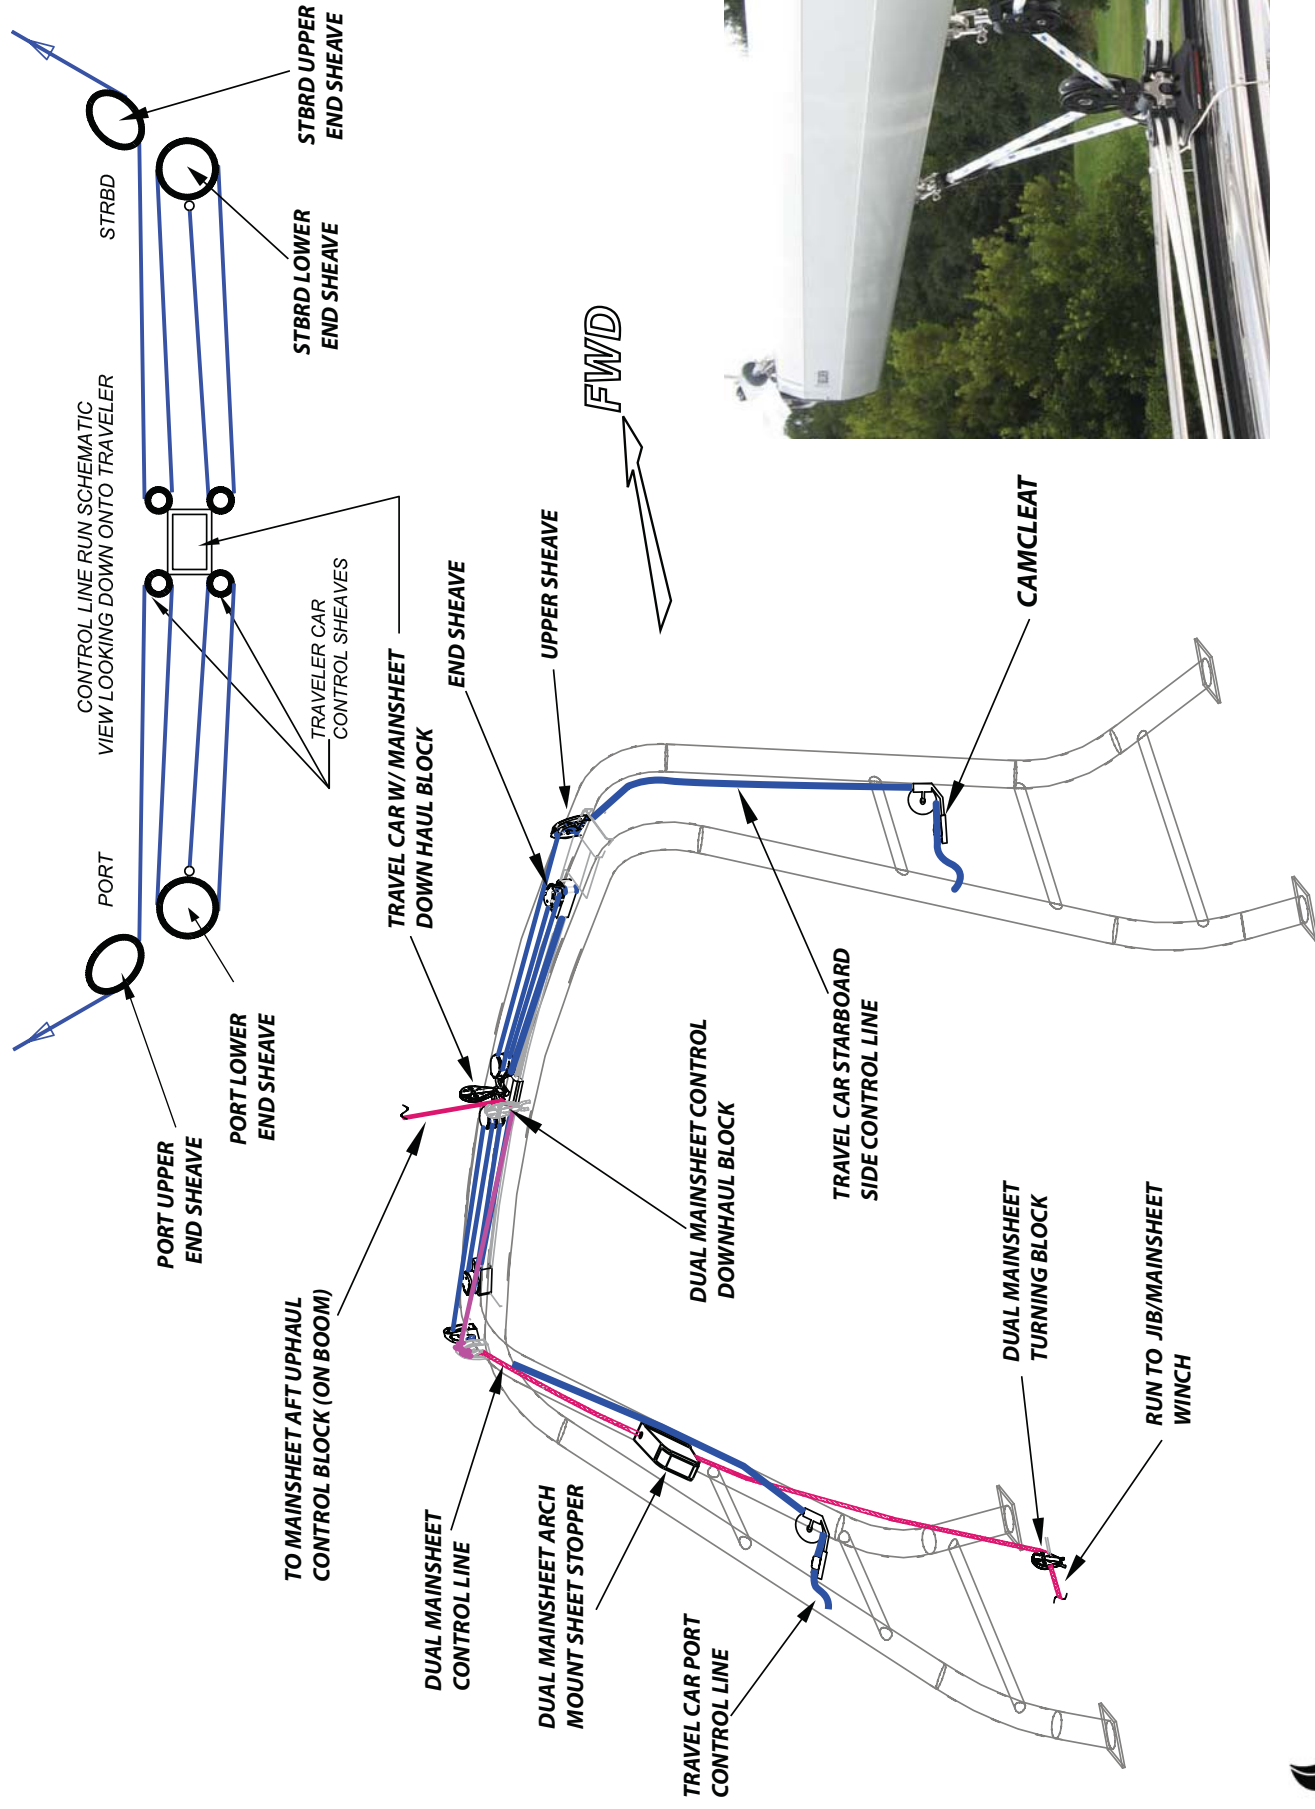 CONTROL LINE RUN SCHEMATIC
VIEW LOOKING DOWN ONTO TRAVELER
PORT
STRBD
PORT UPPER
END SHEAVE
PORT LOWER
END SHEAVE
TRAVELER CAR
CONTROL SHEAVES
STBRD LOWER
END SHEAVE
STBRD UPPER
END SHEAVE
TO MAINSHEET AFT UPHAUL
CONTROL BLOCK (ON BOOM)
TRAVEL CAR W/ MAINSHEET
DOWN HAUL BLOCK
END SHEAVE
UPPER SHEAVE
FWD
DUAL MAINSHEET
CONTROL LINE
DUAL MAINSHEET ARCH
MOUNT SHEET STOPPER
TRAVEL CAR PORT
CONTROL LINE
DUAL MAINSHEET CONTROL
DOWNHAUL BLOCK
TRAVEL CAR STARBOARD
SIDE CONTROL LINE
CAMCLEAT
DUAL MAINSHEET
TURNING BLOCK
RUN TO JIB/MAINSHEET
WINCH